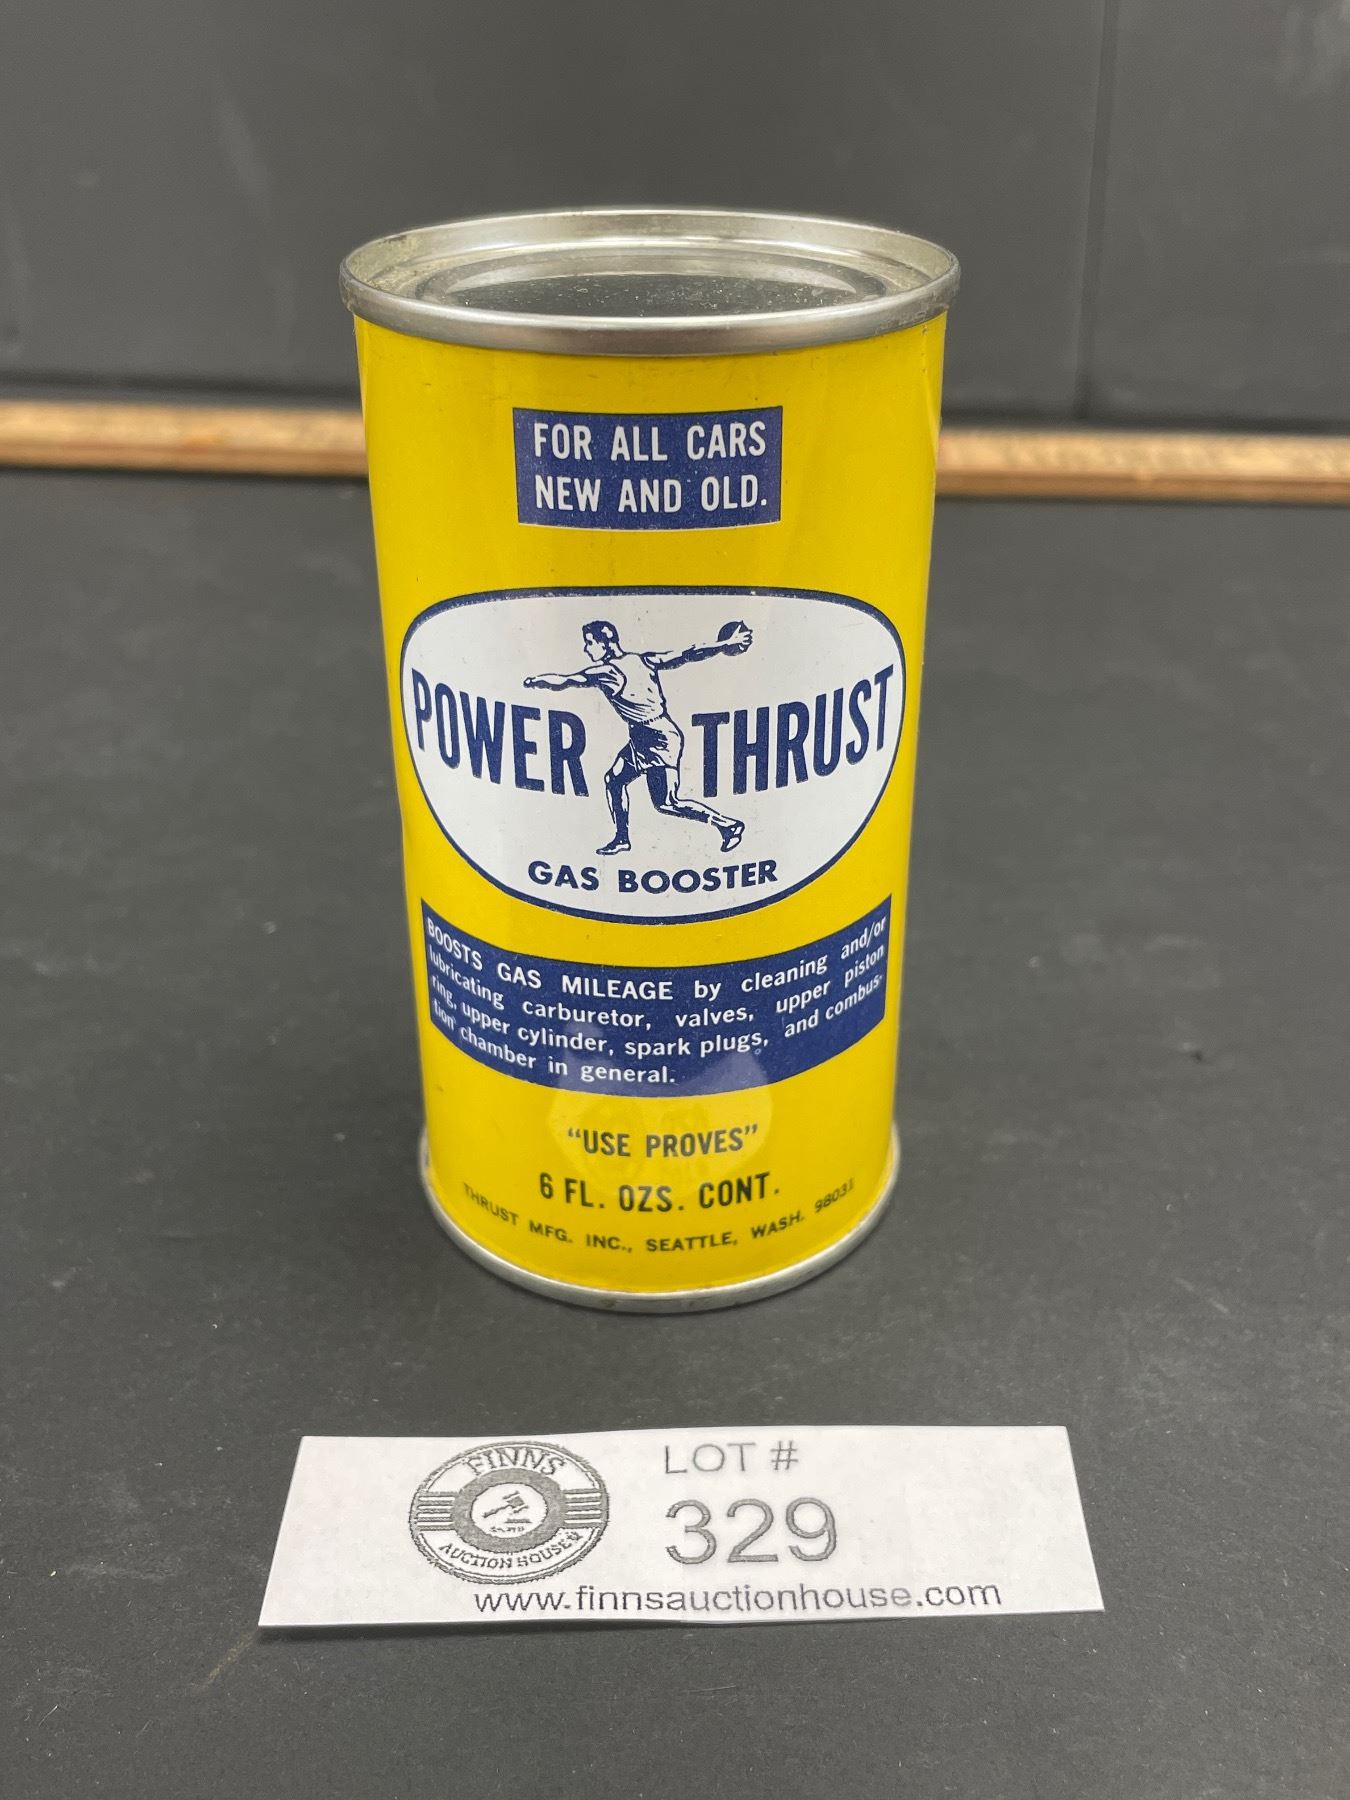 FOR ALL CARS
NEW AND OLD.
POWER THRUST
GAS BOOSTER
BOOSTS GAS MILEAGE by cleaning and/or
lubricating carburetor, valves, upper piston
ring, upper cylinder, spark plugs, and combus-
tion chamber in general.
"USE PROVES"
6 FL. OZS. CONT.
THRUST MFG. INC., SEATTLE, WASH. 98031
FINNS
AUCTION HOUSE
LOT #
329
www.finnsauctionhouse.com